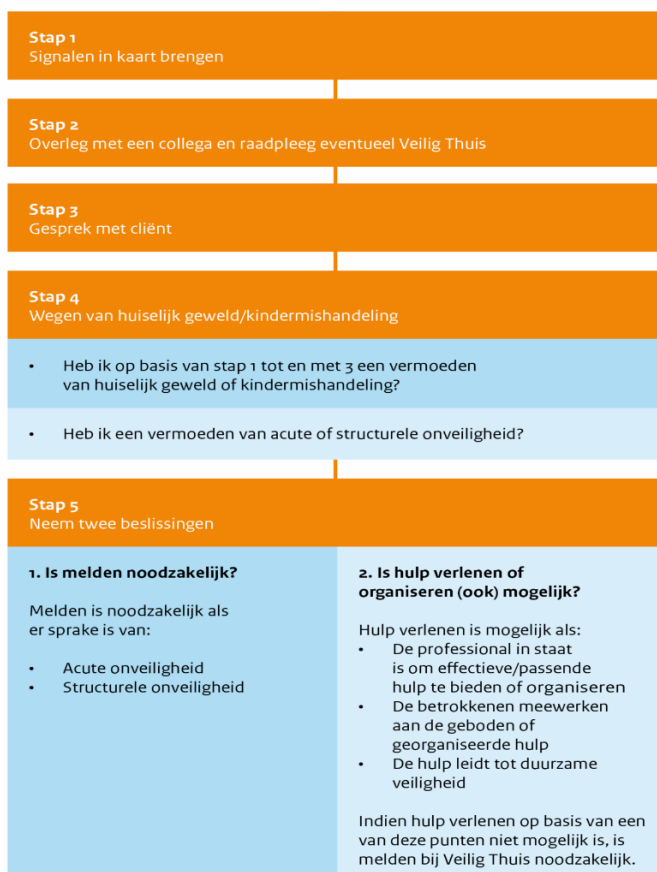 Stap 1
Signalen in kaart brengen
Stap 2
Overleg met een collega en raadpleeg eventueel Veilig Thuis
Stap 3
Gesprek met cliënt
Stap 4
Wegen van huiselijk geweld/kindermishandeling
• Heb ik op basis van stap 1 tot en met 3 een vermoeden
van huiselijk geweld of kindermishandeling?
• Heb ik een vermoeden van acute of structurele onveiligheid?
Stap 5
Neem twee beslissingen
1. Is melden noodzakelijk?
Melden is noodzakelijk als
er sprake is van:
• Acute onveiligheid
• Structurele onveiligheid
2. Is hulp verlenen of
organiseren (ook) mogelijk?
Hulp verlenen is mogelijk als:
• De professional in staat
is om effectieve/passende
hulp te bieden of organiseren
• De betrokkenen meewerken
aan de geboden of
georganiseerde hulp
• De hulp leidt tot duurzame
veiligheid
Indien hulp verlenen op basis van een
van deze punten niet mogelijk is, is
melden bij Veilig Thuis noodzakelijk.